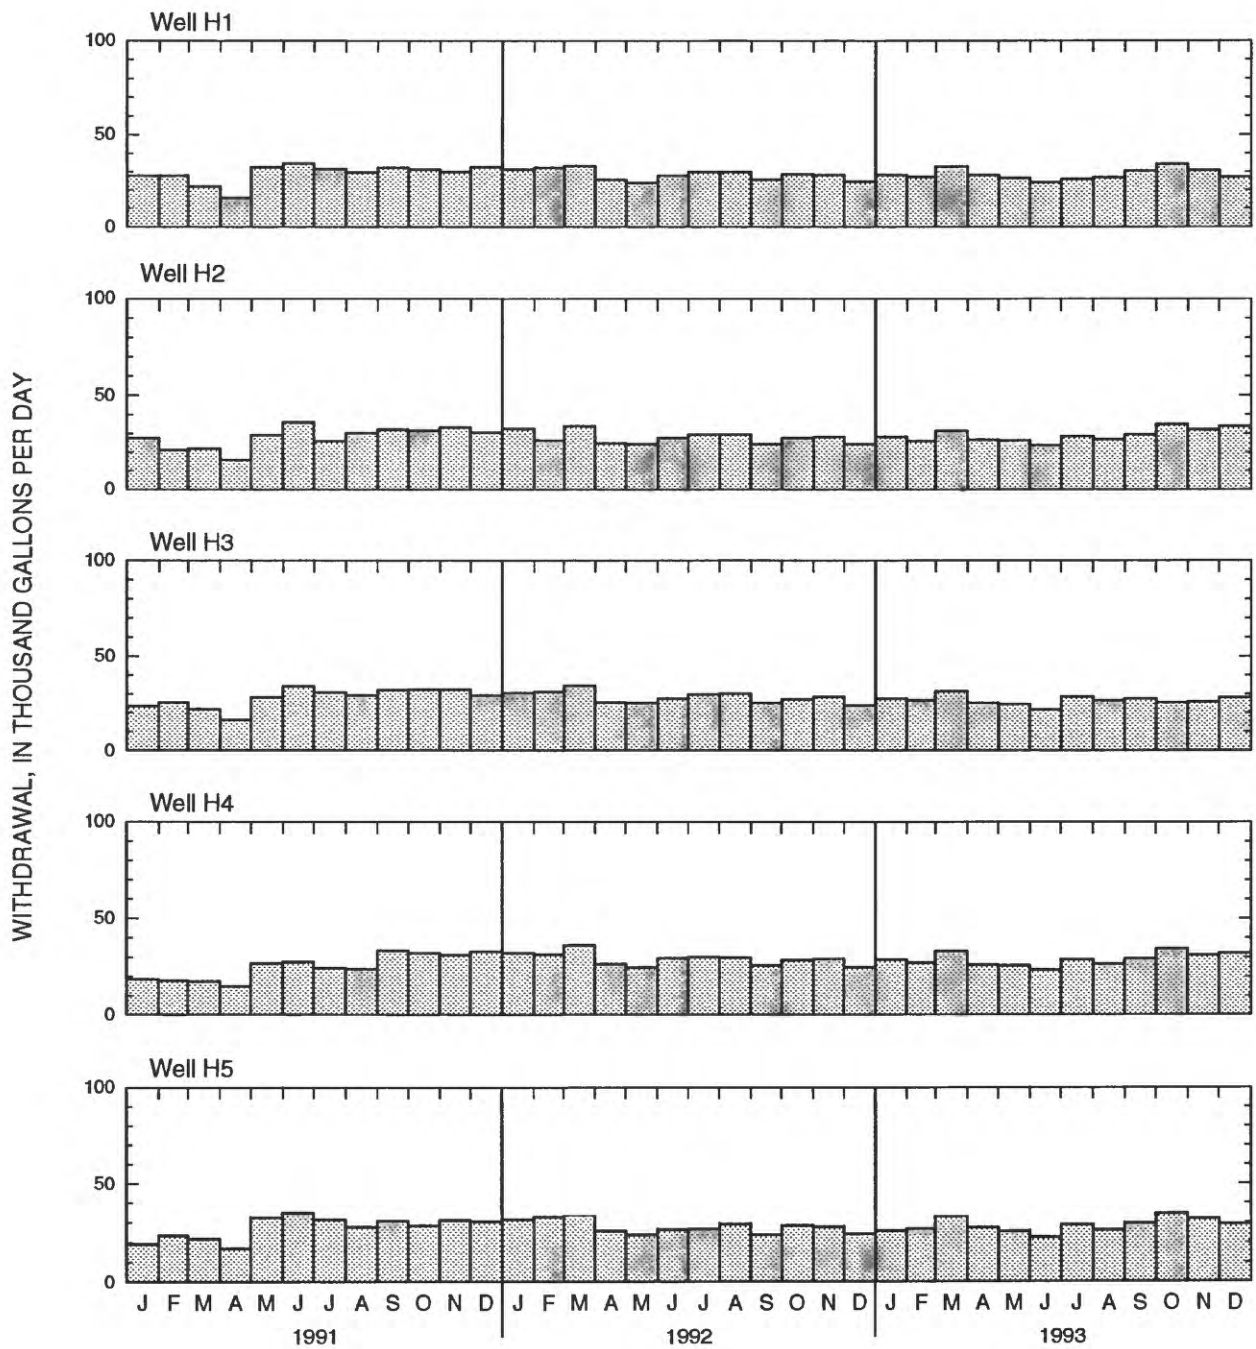 Well H1
100
50
0
Well H2
100
50
0
WITHDRAWAL, IN THOUSAND GALLONS PER DAY
Well H3
100
50
0
Well H4
100
50
0
Well H5
100
50
0
J F M A M J J A S O N D J F M A M J J A S O N D J F M A M J J A S O N D
1991 1992 1993